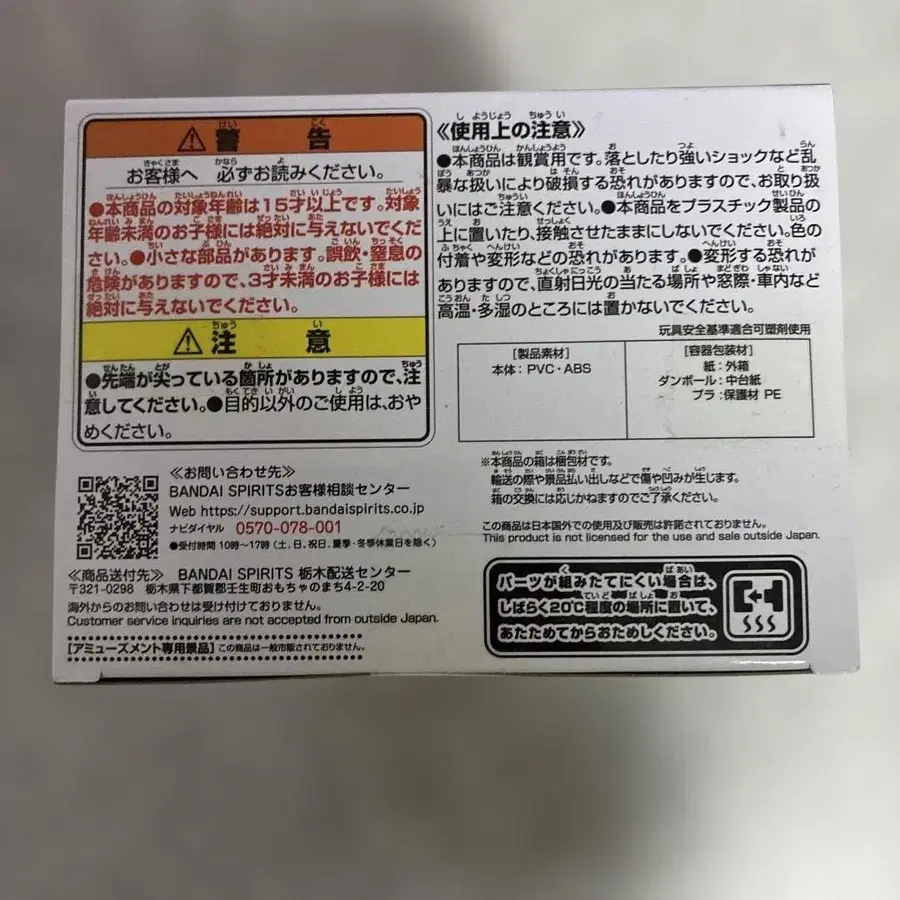 ⚠警告
お客様へ 必ずお読みください。
●本商品の対象年齢は15才以上です。対象
年齢未満のお子様には絶対に与えないでくだ
さい。●小さな部品があります。誤飲・窒息の
危険がありますので、3才未満のお子様には
絶対に与えないでください。
⚠注意
●先端が尖っている箇所がありますので、注
意してください。●目的以外のご使用は、おや
めください。
≪お問い合わせ先≫
BANDAI SPIRITSお客様相談センター
Web https://support.bandaispirits.co.jp
ナビダイヤル 0570-078-001
●受付時間 10時〜17時 (土、日、祝日、夏季・冬季休業日を除く)
≪商品送付先≫ BANDAI SPIRITS 栃木配送センター
〒321-0298 栃木県下都賀郡壬生町おもちゃのまち4-2-20
海外からのお問い合わせは受け付けておりません。
Customer service inquiries are not accepted from outside Japan.
[アミューズメント専用景品] この商品は一般市販されておりません。
≪使用上の注意≫
●本商品は観賞用です。落としたり強いショックなど乱
暴な扱いにより破損する恐れがありますので、お取り扱
いにはご注意ください。●本商品をプラスチック製品の
上に置いたり、接触させたままにしないでください。色の
付着や変形などの恐れがあります。●変形する恐れが
ありますので、直射日光の当たる場所や窓際・車内など
高温・多湿のところには置かないでください。
玩具安全基準適合可塑剤使用
[製品素材]
本体:PVC・ABS
[容器包装材]
紙:外箱
ダンボール:中台紙
プラ:保護材 PE
※本商品の箱は梱包材です。
輸送の際や景品払い出しなどで傷や凹みが生じます。
箱の交換には応じかねますのでご了承ください。
この商品は日本国外での使用及び販売は許諾されておりません。
This product is not licensed for the use and sale outside Japan.
パーツが組みたてにくい場合は、
しばらく20℃程度の場所に置いて、
あたためてからおためしください。